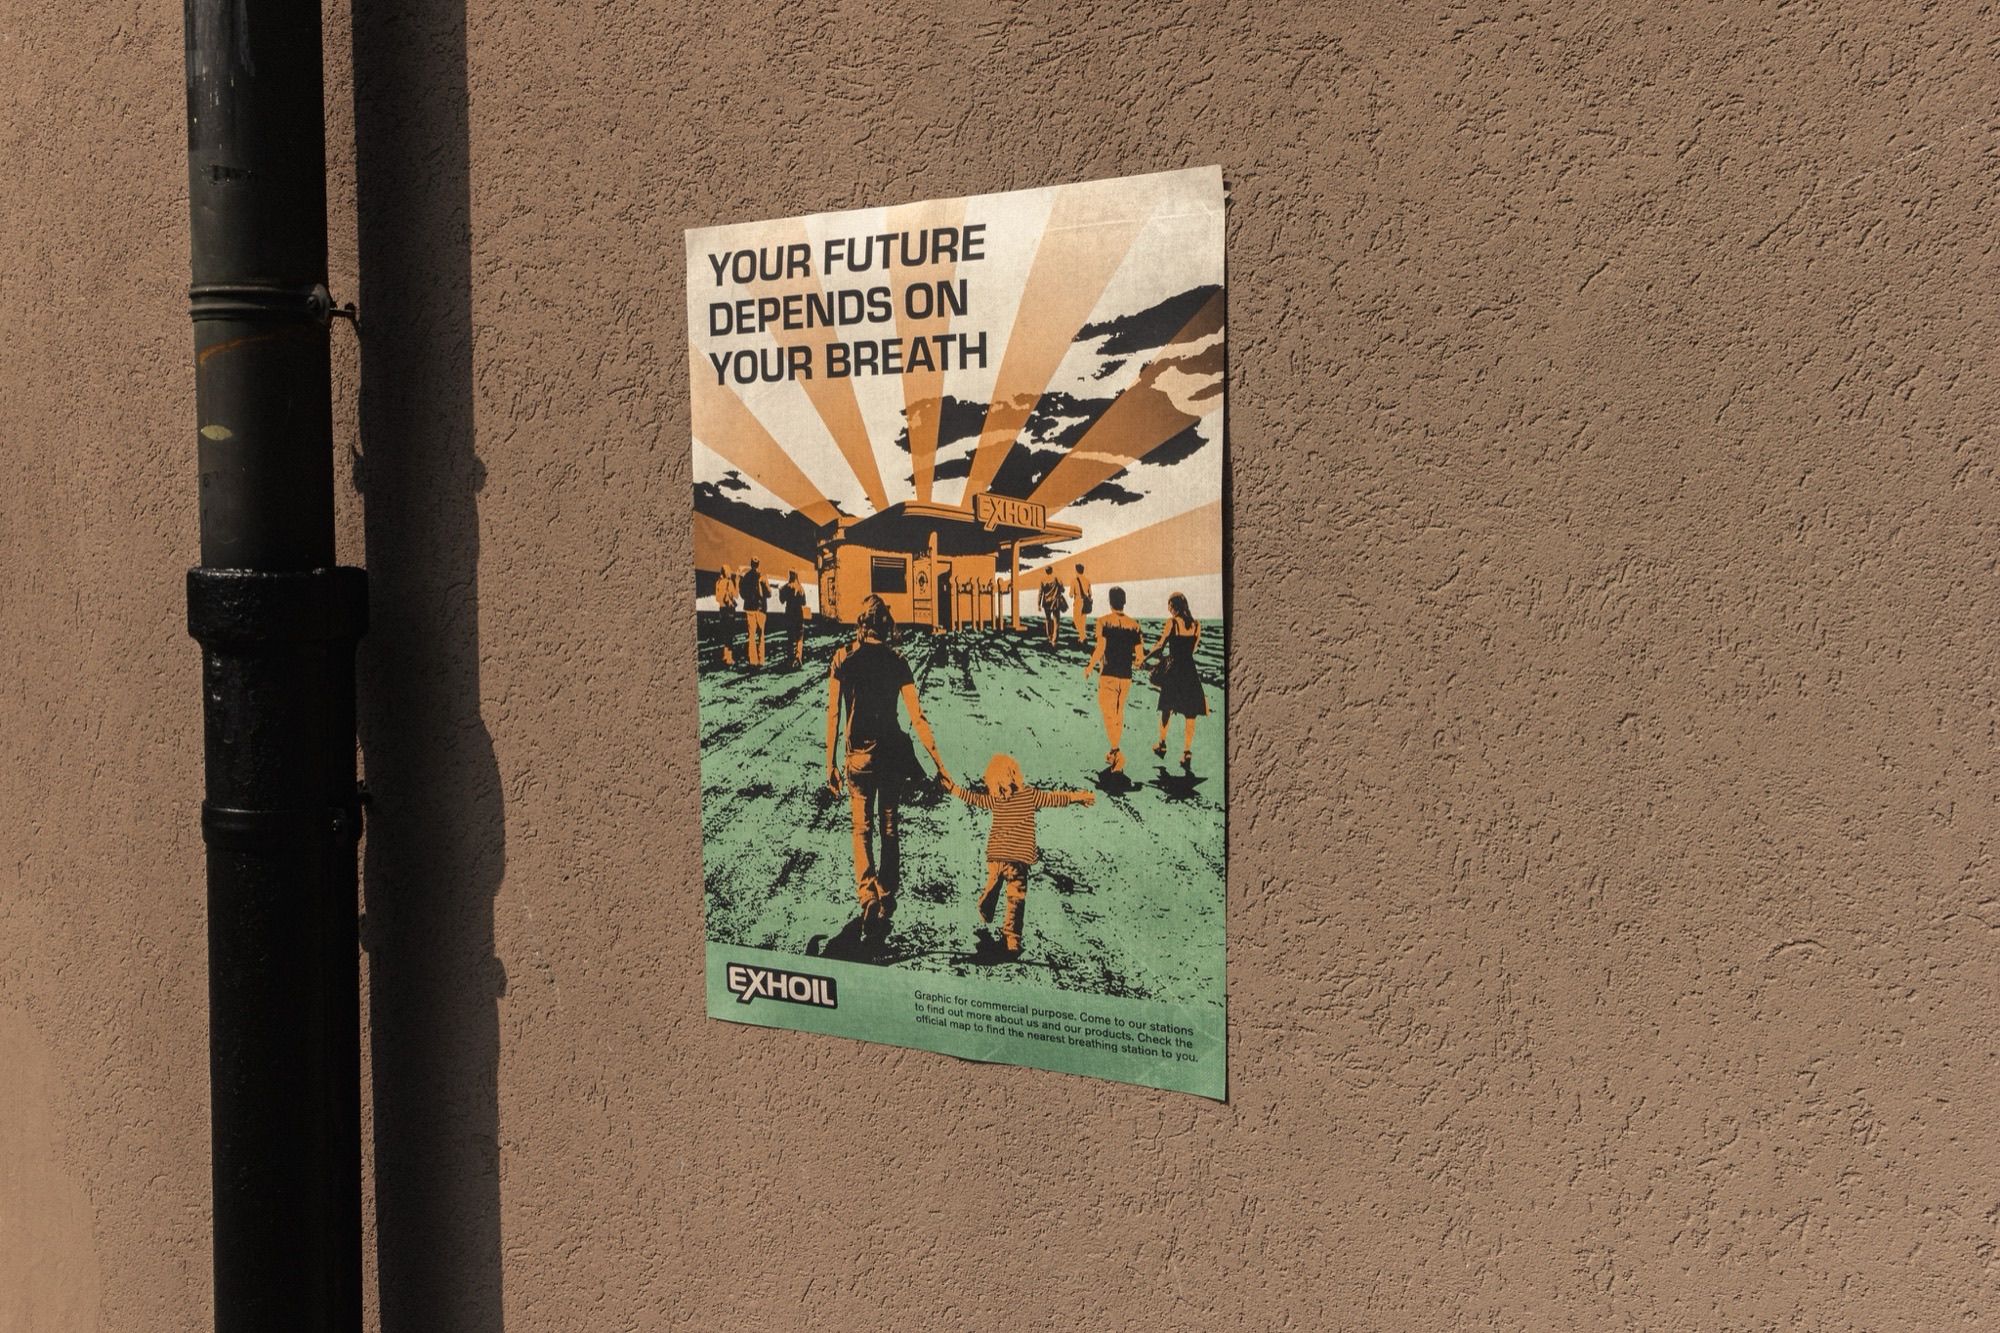 YOUR FUTURE
DEPENDS ON
YOUR BREATH
EXHOIL
EXHOIL
Graphic for commercial purpose. Come to our stations
to find out more about us and our products. Check the
official map to find the nearest breathing station to you.